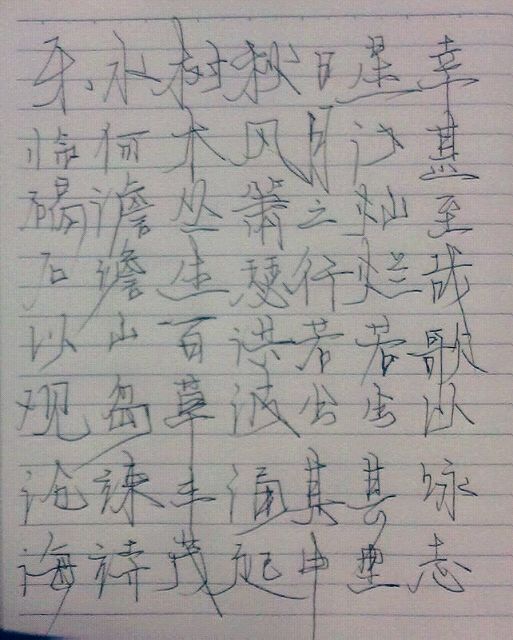 东临碣石以观沧海
水何澹澹山岛竦峙
树木丛生百草丰茂
秋风萧瑟洪波涌起
日月之行若出其中
星汉灿烂若出其里
幸甚至哉歌以咏志